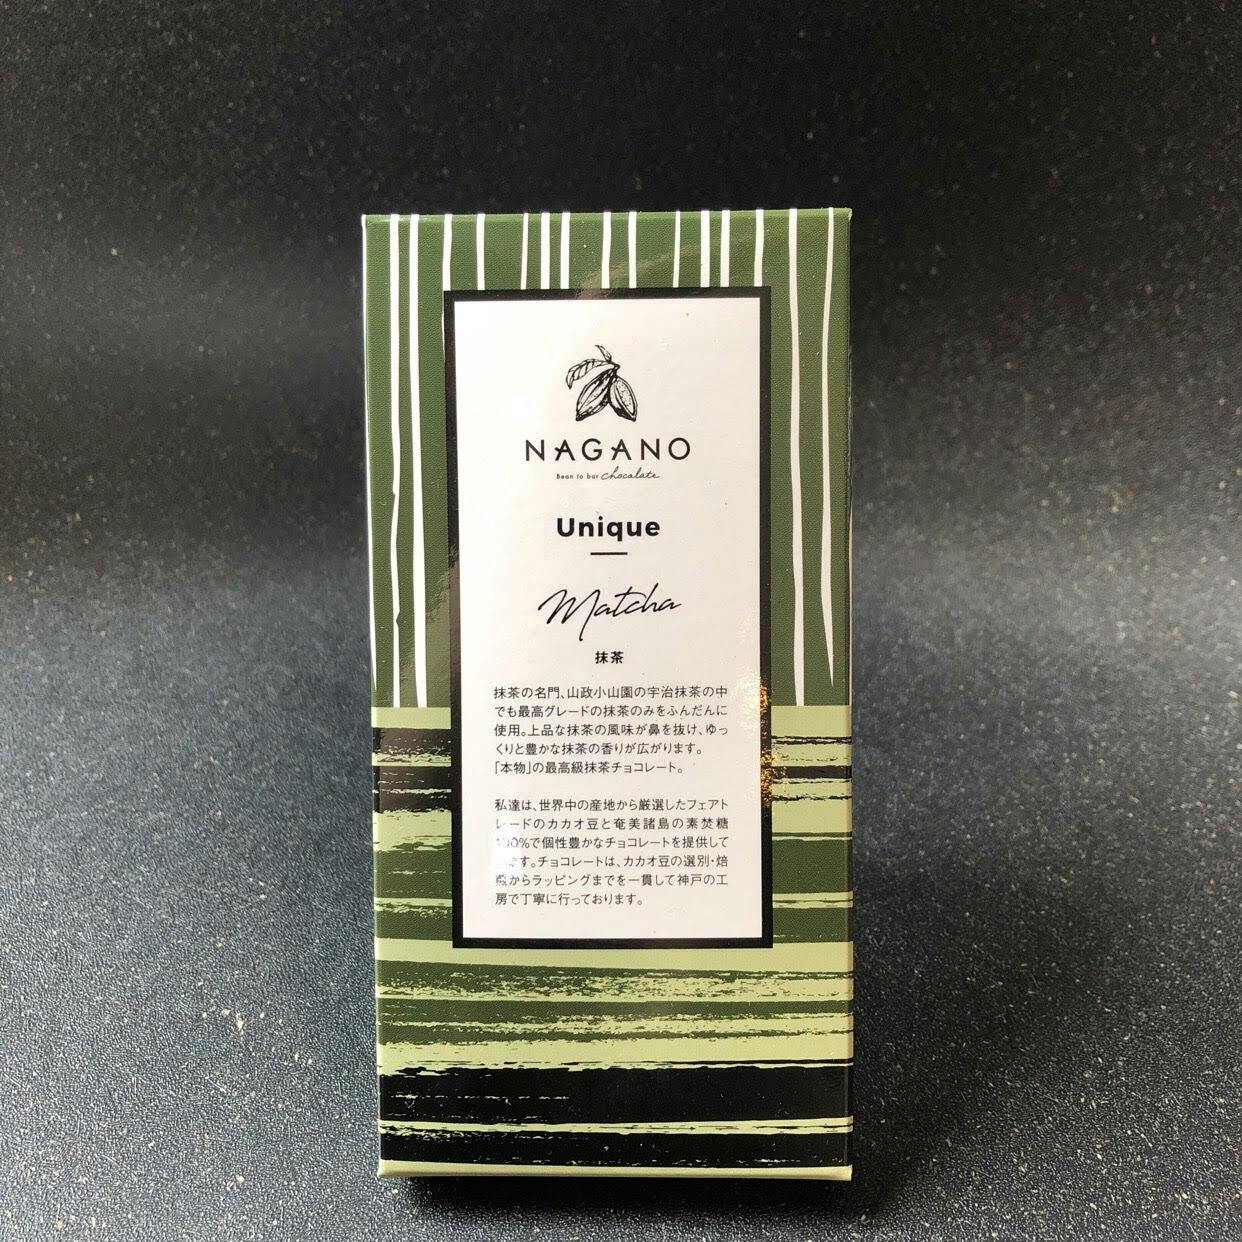 NAGANO
Bean to bar chocolate
Unique
Matcha
抹茶
抹茶の名門、山政小山園の宇治抹茶の中
でも最高グレードの抹茶のみをふんだんに
使用。上品な抹茶の風味が鼻を抜け、ゆっ
くりと豊かな抹茶の香りが広がります。
「本物」の最高級抹茶チョコレート。
私達は、世界中の産地から厳選したフェアト
レードのカカオ豆と奄美諸島の素焚糖
100%で個性豊かなチョコレートを提供して
います。チョコレートは、カカオ豆の選別・焙
煎からラッピングまでを一貫して神戸の工
房で丁寧に行っております。